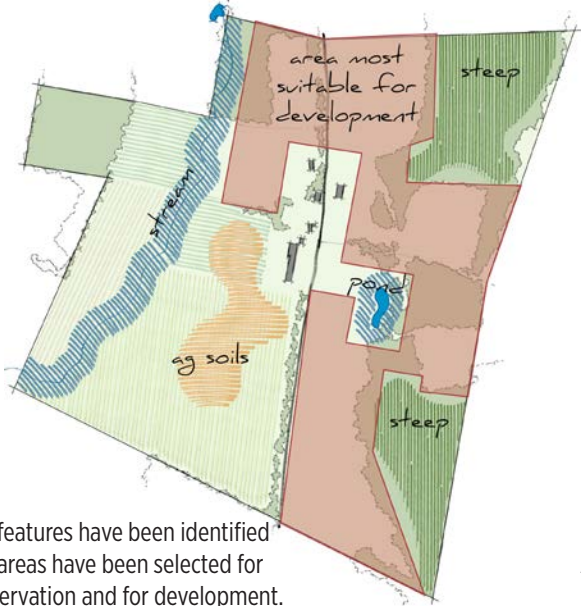 area most
suitable for
development
steep
stream
pond
ag soils
steep
features have been identified
areas have been selected for
ervation and for development.